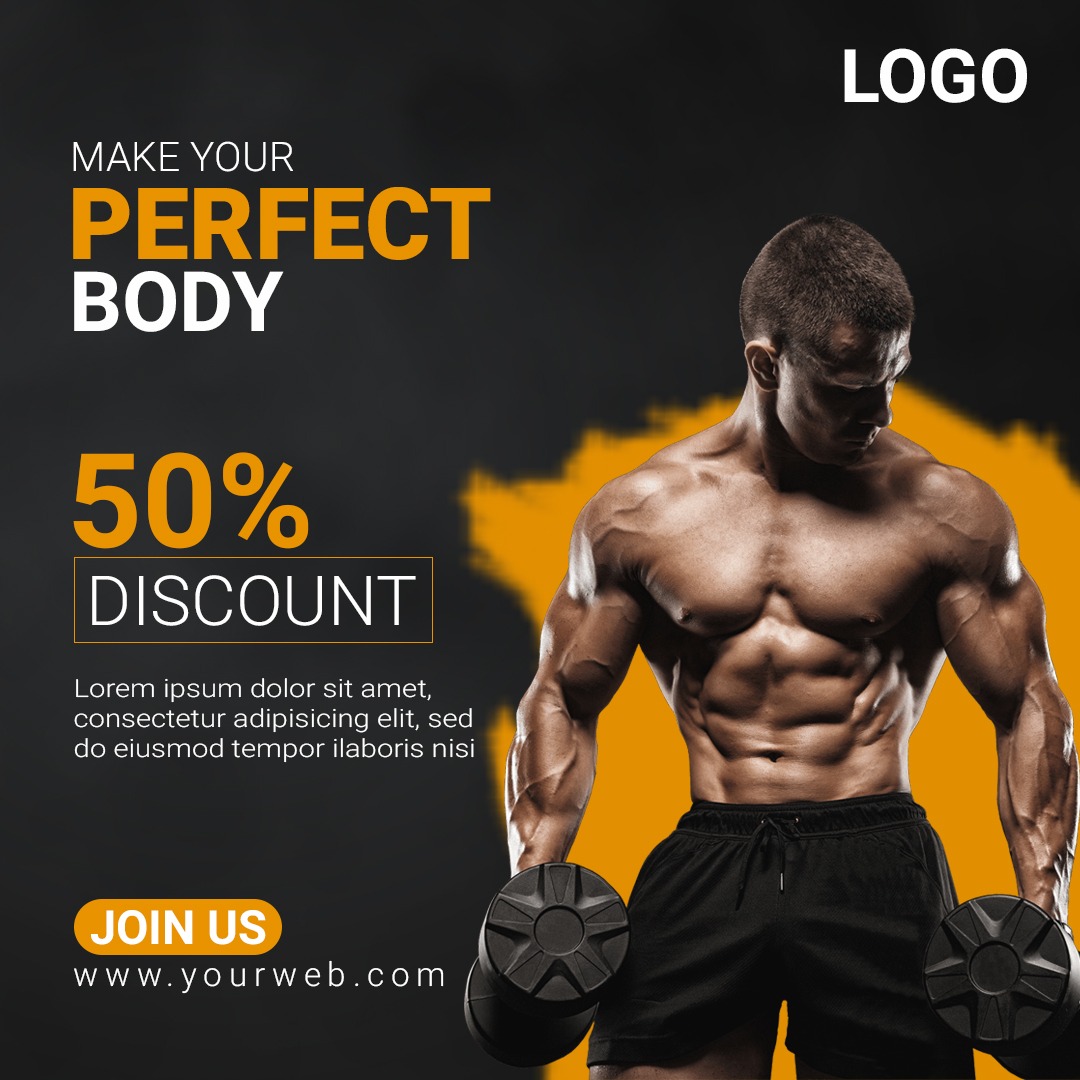 LOGO
MAKE YOUR
PERFECT
BODY
50%
DISCOUNT
Lorem ipsum dolor sit amet,
consectetur adipisicing elit, sed
do eiusmod tempor ilaboris nisi
JOIN US
www.yourweb.com